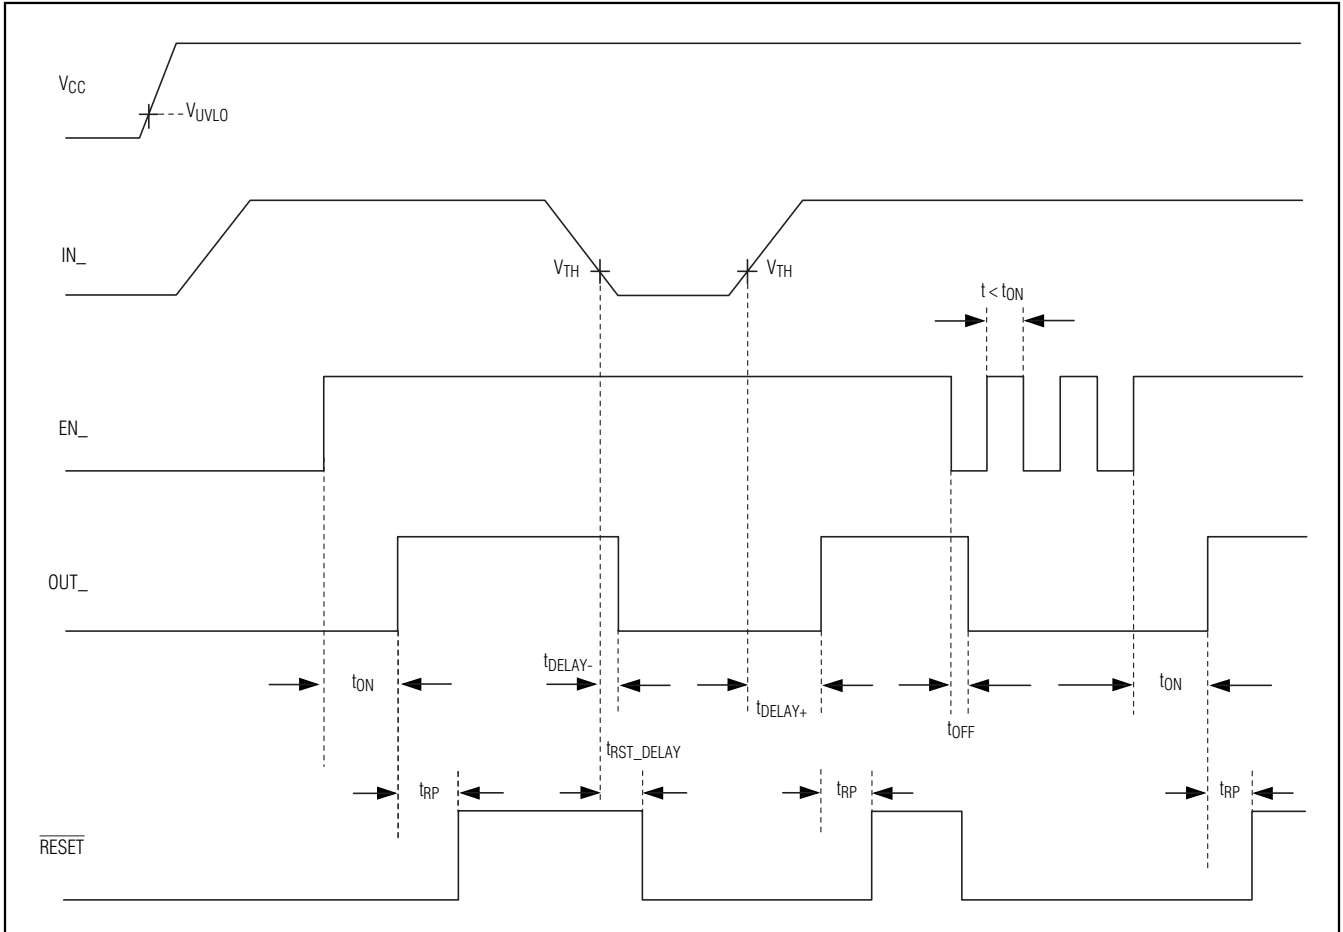 VCC
VUVLO
IN_
VTH
VTH
t < tON
EN_
OUT_
tON
tDELAY-
tDELAY+
tOFF
tON
tRST_DELAY
tRP
tRP
tRP
RESET